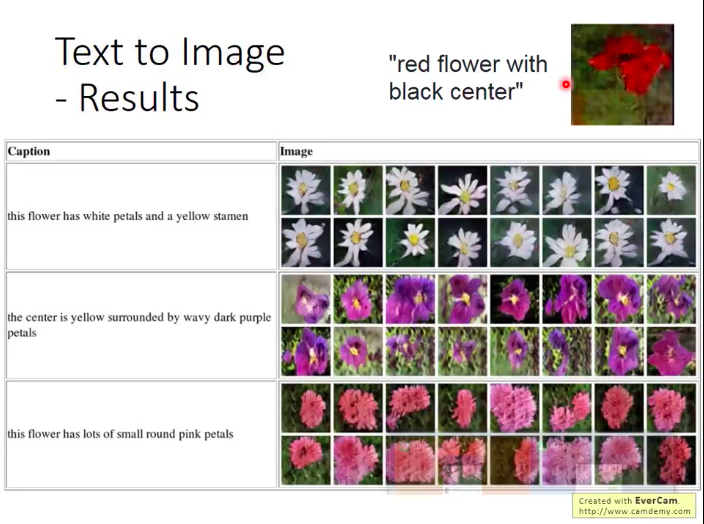 Text to Image
- Results
"red flower with
black center"
Caption
Image
this flower has white petals and a yellow stamen
the center is yellow surrounded by wavy dark purple
petals
this flower has lots of small round pink petals
Created with EverCam.
http://www.camdemy.com